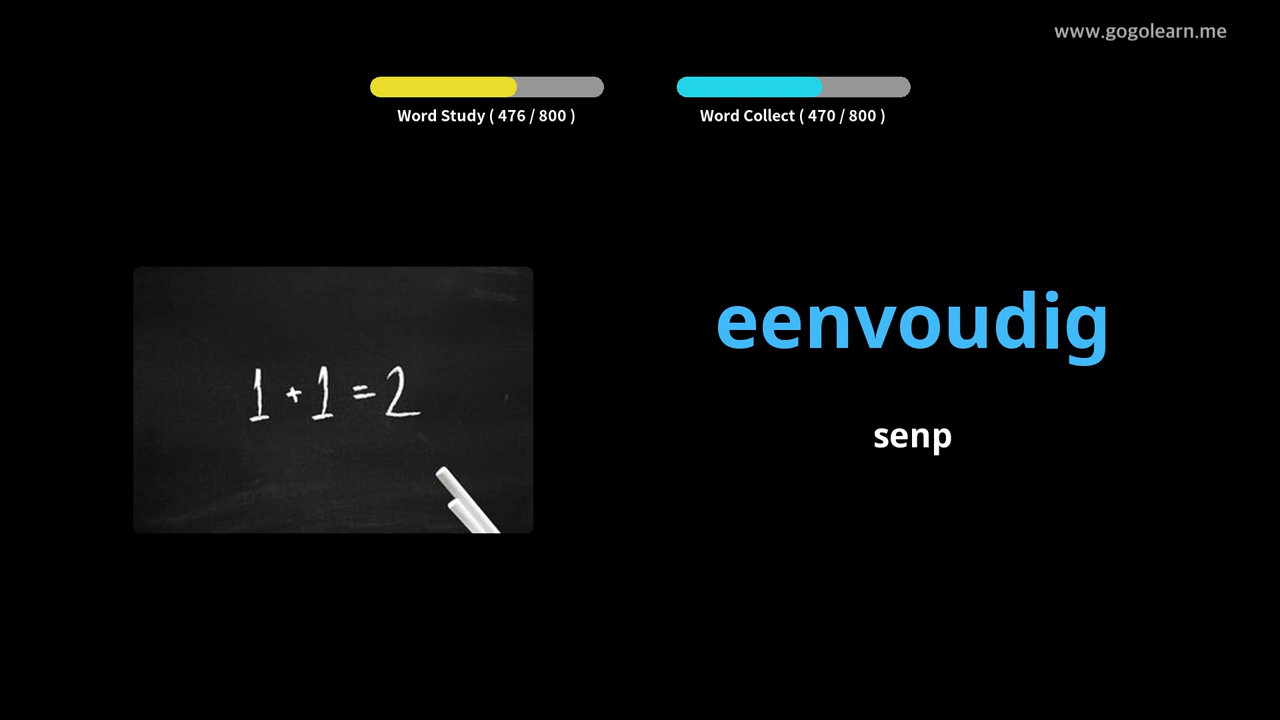 www.gogolearn.me
Word Study ( 476 / 800 )
Word Collect ( 470 / 800 )
eenvoudig
1 + 1 = 2
senp